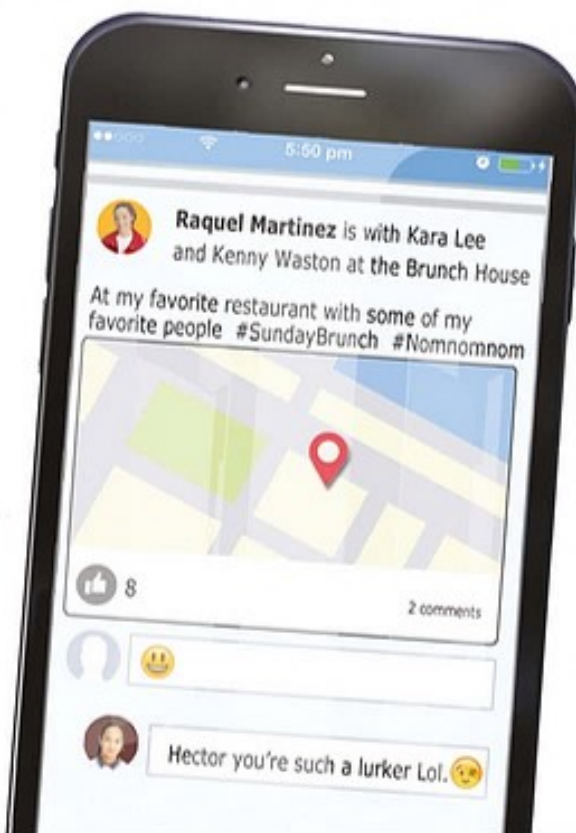 5:50 pm
Raquel Martinez is with Kara Lee
and Kenny Waston at the Brunch House
At my favorite restaurant with some of my
favorite people #SundayBrunch #Nomnomnom
8
2 comments
😃
Hector you're such a lurker Lol. 😉